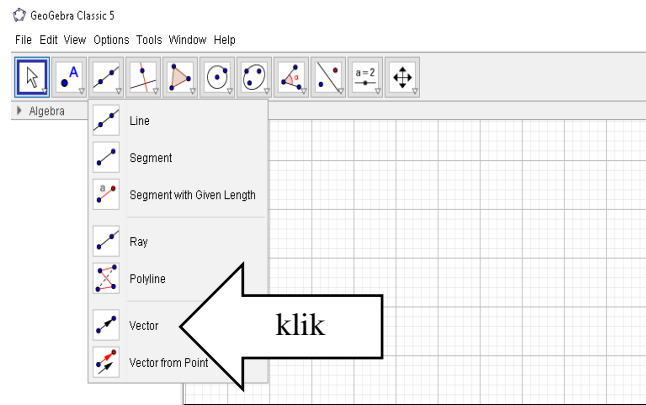 GeoGebra Classic 5
File Edit View Options Tools Window Help
A
α
a=2
Algebra
Line
a
Segment
Segment with Given Length
Ray
Polyline
Vector
klik
Vector from Point